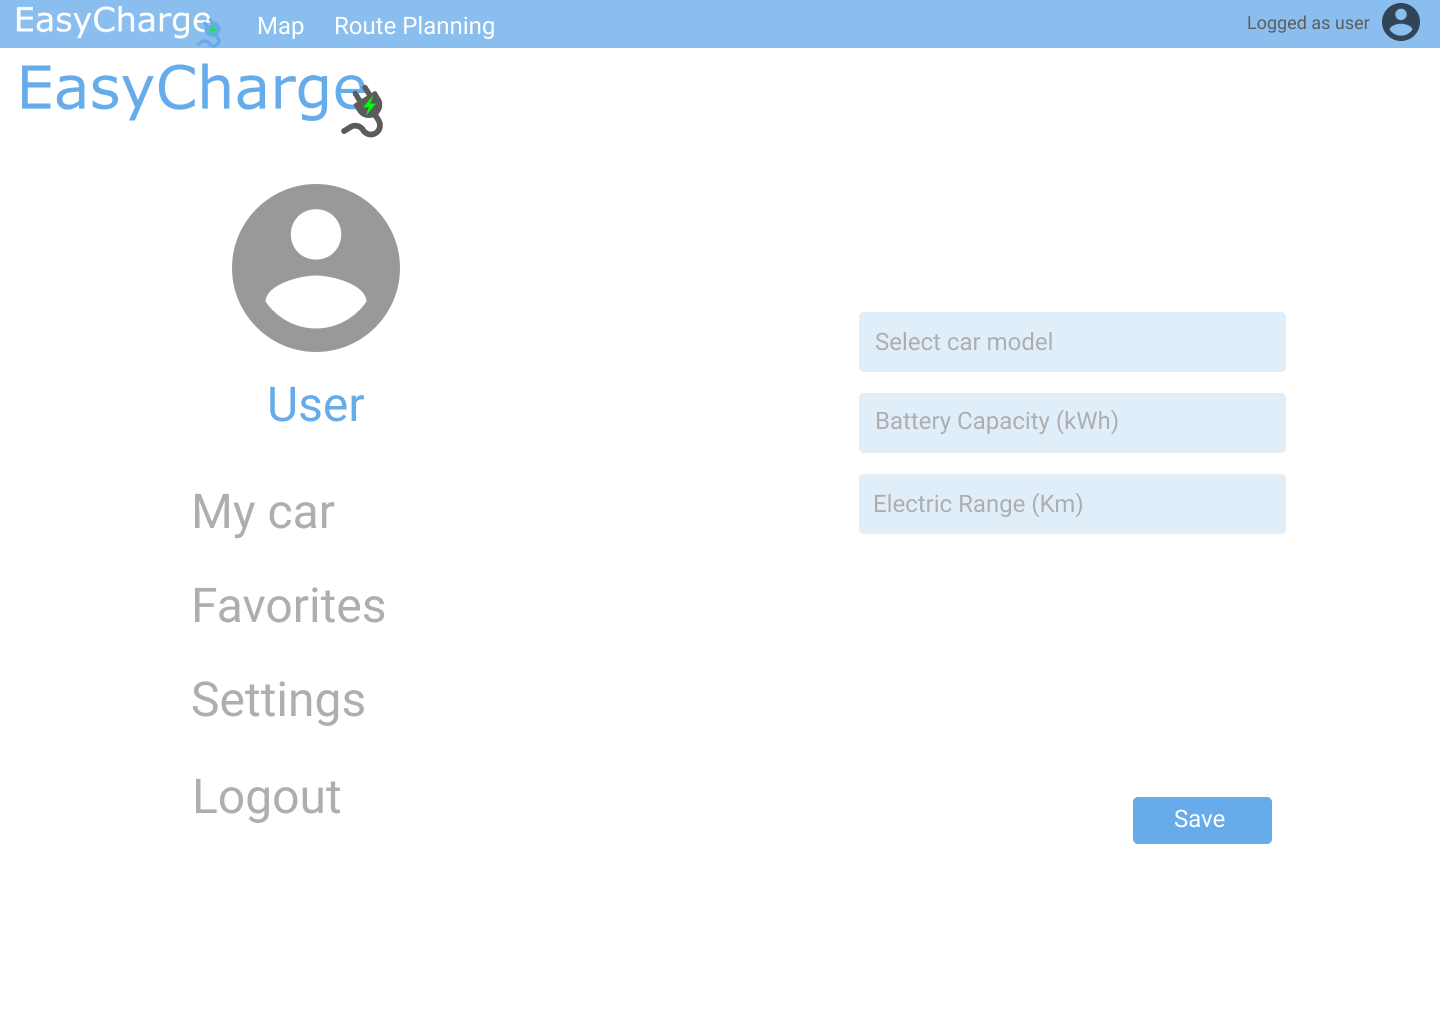 EasyCharge Map Route Planning Logged as user
EasyCharge
User
My car
Favorites
Settings
Logout
Select car model
Battery Capacity (kWh)
Electric Range (Km)
Save